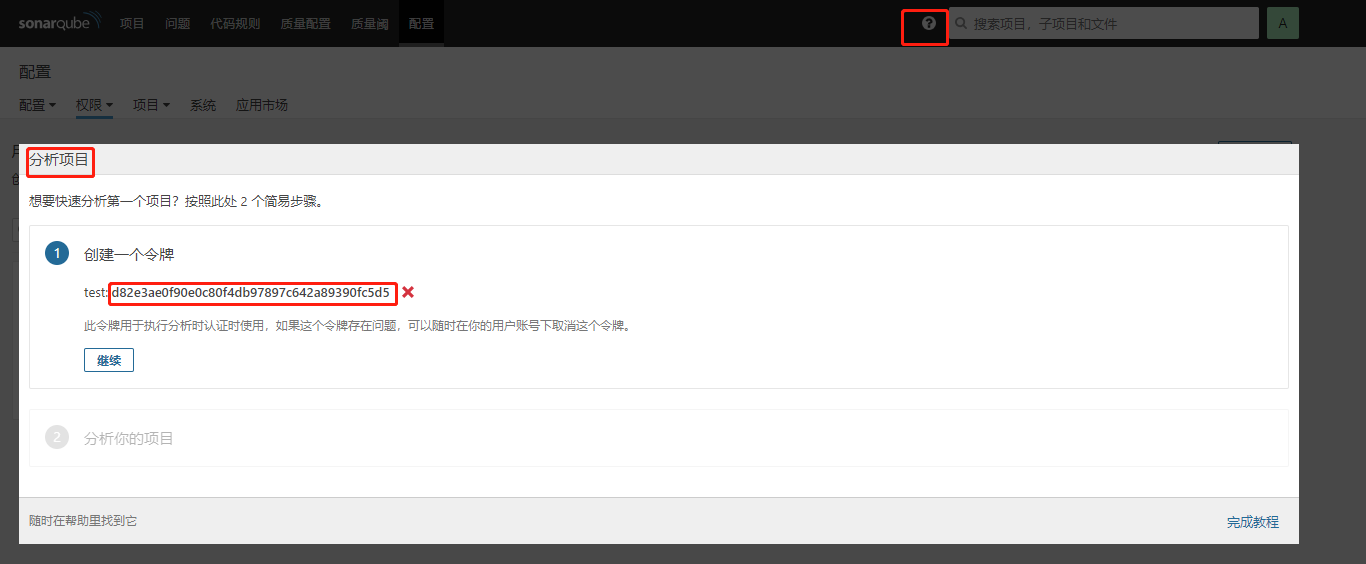 sonarqube 项目 问题 代码规则 质量配置 质量阈 配置 ? 搜索项目，子项目和文件 A
配置
配置 权限 项目 系统 应用市场
分析项目
想要快速分析第一个项目？按照此处 2 个简易步骤。
1 创建一个令牌
test: d82e3ae0f90e0c80f4db97897c642a89390fc5d5
此令牌用于执行分析时认证时使用，如果这个令牌存在问题，可以随时在你的用户账号下取消这个令牌。
继续
2 分析你的项目
随时在帮助里找到它 完成教程